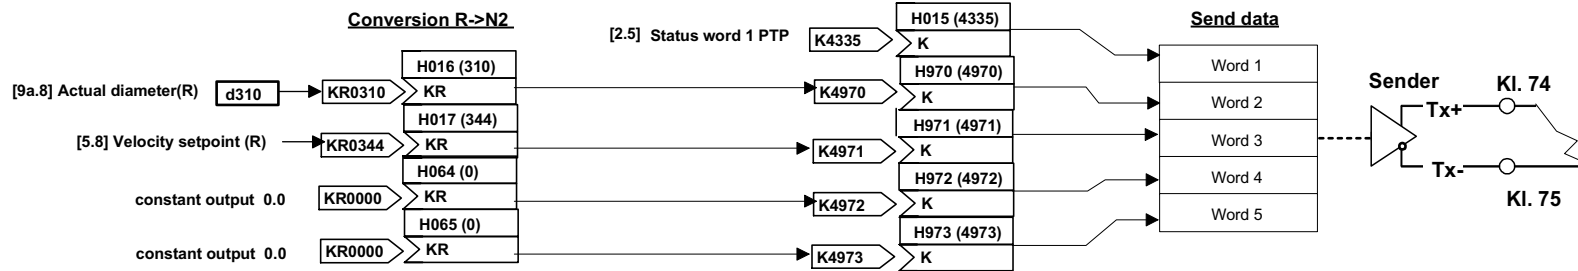 Conversion R->N2
H015 (4335)
Send data
[2.5] Status word 1 PTP
K4335
K
H016 (310)
Word 1
[9a.8] Actual diameter(R)
d310
KR0310
KR
H970 (4970)
K4970
K
Word 2
Sender
Kl. 74
Tx+
H017 (344)
[5.8] Velocity setpoint (R)
KR0344
KR
H971 (4971)
K4971
K
Word 3
H064 (0)
constant output 0.0
KR0000
KR
H972 (4972)
K4972
K
Word 4
Tx-
Kl. 75
H065 (0)
constant output 0.0
KR0000
KR
H973 (4973)
K4973
K
Word 5